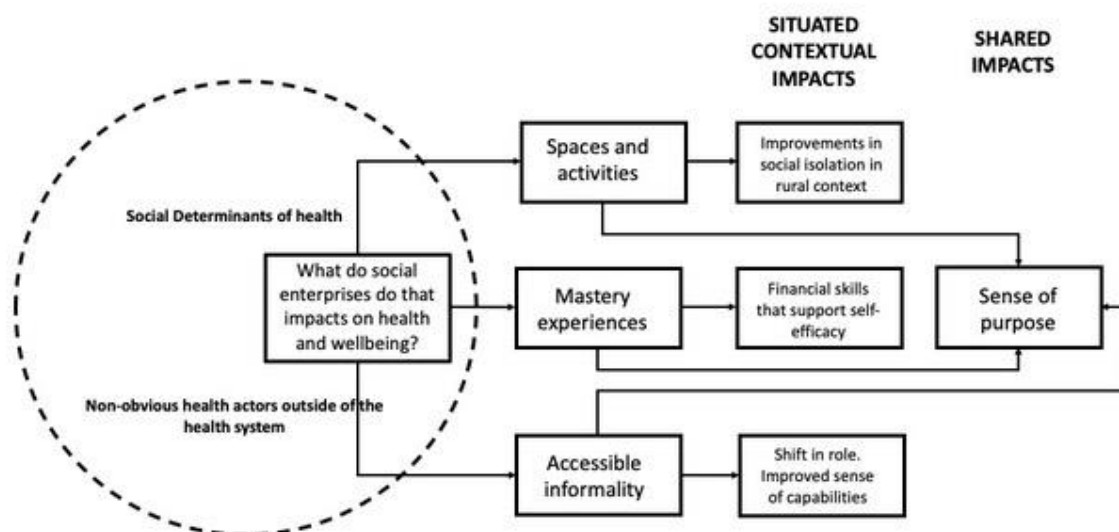 SITUATED
CONTEXTUAL
IMPACTS
SHARED
IMPACTS
Spaces and
activities
Improvements in
social isolation in
rural context
Social Determinants of health
What do social
enterprises do that
impacts on health
and wellbeing?
Mastery
experiences
Financial skills
that support self-
efficacy
Sense of
purpose
Non-obvious health actors outside of the
health system
Accessible
informality
Shift in role.
Improved sense
of capabilities